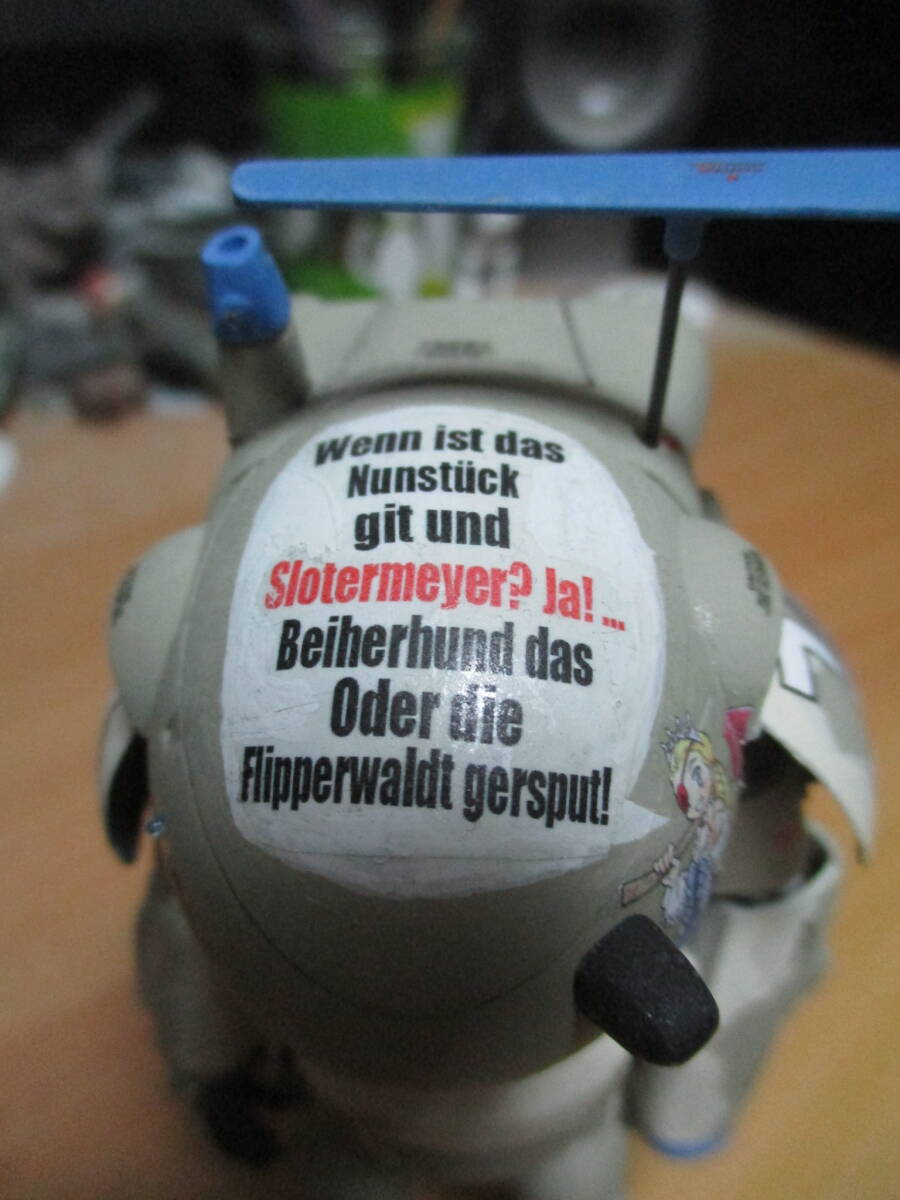 Wenn ist das
Nunstück
git und
Slotermeyer? Ja! ...
Beiherhund das
Oder die
Flipperwaldt gersput!